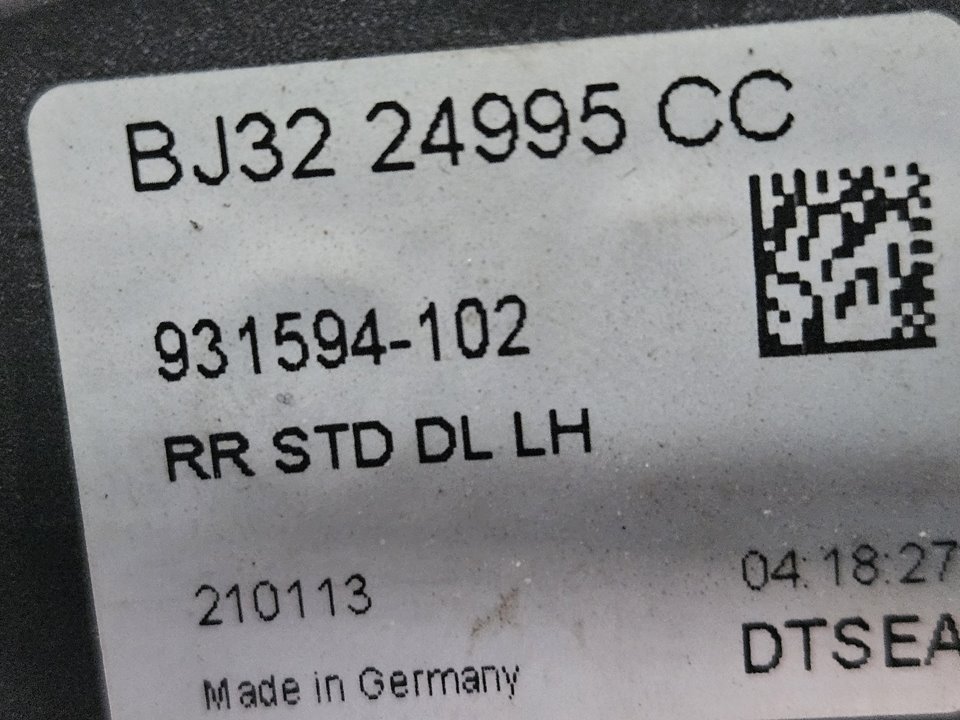 BJ32 24995 CC
931594-102
RR STD DL LH
210113
04:18:27
Made in Germany
DTSEA